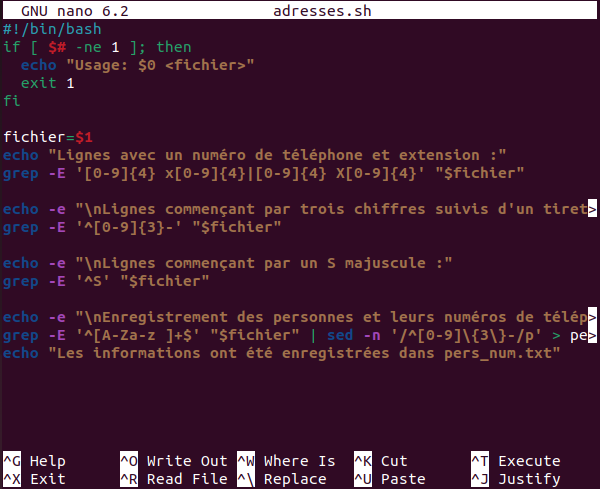 GNU nano 6.2 adresses.sh
#!/bin/bash
if [ $# -ne 1 ]; then
  echo "Usage: $0 <fichier>"
  exit 1
fi

fichier=$1
echo "Lignes avec un numéro de téléphone et extension :"
grep -E '[0-9]{4} x[0-9]{4}|[0-9]{4} X[0-9]{4}' "$fichier"

echo -e "\nLignes commençant par trois chiffres suivis d'un tiret>
grep -E '^[0-9]{3}-' "$fichier"

echo -e "\nLignes commençant par un S majuscule :"
grep -E '^S' "$fichier"

echo -e "\nEnregistrement des personnes et leurs numéros de télép>
grep -E '^[A-Za-z ]+$' "$fichier" | sed -n '/^[0-9]\{3\}-/p' > pe>
echo "Les informations ont été enregistrées dans pers_num.txt"

^G Help ^O Write Out ^W Where Is ^K Cut ^T Execute
^X Exit ^R Read File ^\ Replace ^U Paste ^J Justify